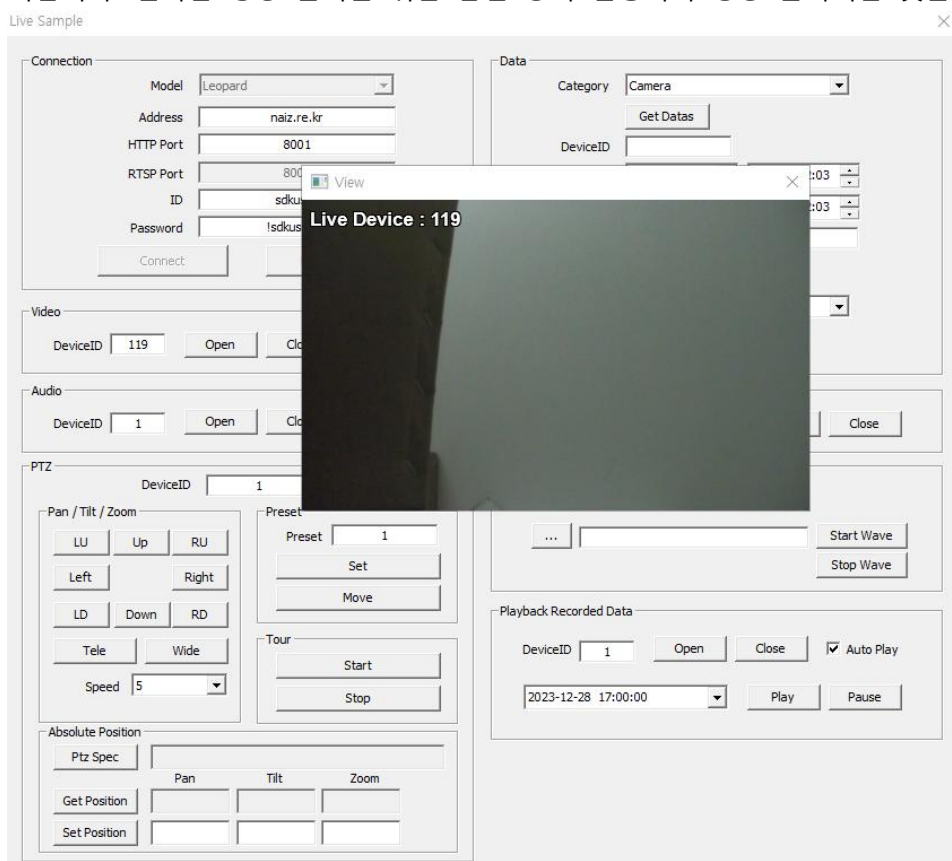 Live Sample
Connection
Model Leopard
Address naiz.re.kr
HTTP Port 8001
RTSP Port
ID
Password
Connect
Data
Category Camera
Get Datas
DeviceID
:03
:03
View
Live Device : 119
Video
DeviceID 119 Open
Audio
DeviceID 1 Open
Close
PTZ
DeviceID 1
Pan / Tilt / Zoom
LU Up RU
Left Right
LD Down RD
Tele Wide
Speed 5
Preset
Preset 1
Set
Move
Tour
Start
Stop
Absolute Position
Ptz Spec
Pan Tilt Zoom
Get Position
Set Position
... Start Wave
Stop Wave
Playback Recorded Data
DeviceID 1 Open Close Auto Play
2023-12-28 17:00:00 Play Pause